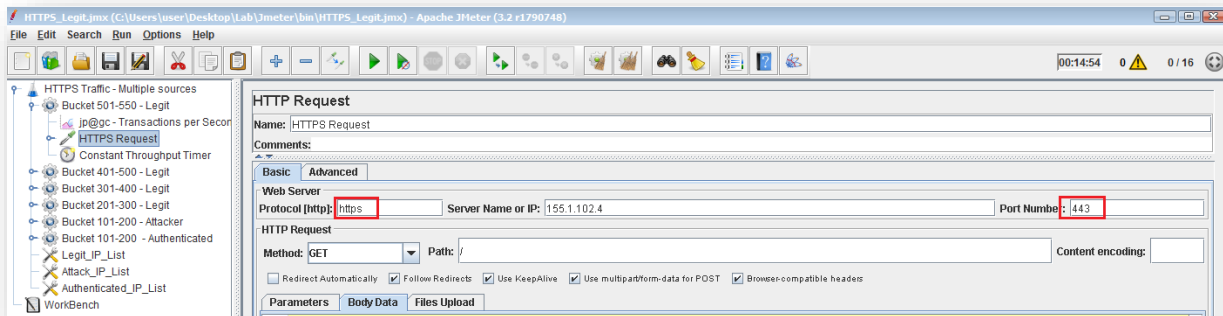 HTTPS_Legit.jmx (C:\Users\user\Desktop\Lab\Jmeter\bin\HTTPS_Legit.jmx) - Apache JMeter (3.2 r1790748)
File Edit Search Run Options Help
00:14:54 0 0 / 16
HTTPS Traffic - Multiple sources
Bucket 501-550 - Legit
jp@gc - Transactions per Secon
HTTPS Request
Constant Throughput Timer
Bucket 401-500 - Legit
Bucket 301-400 - Legit
Bucket 201-300 - Legit
Bucket 101-200 - Attacker
Bucket 101-200 - Authenticated
Legit_IP_List
Attack_IP_List
Authenticated_IP_List
WorkBench
HTTP Request
Name: HTTPS Request
Comments:
Basic Advanced
Web Server
Protocol [http]: https Server Name or IP: 155.1.102.4 Port Number: 443
HTTP Request
Method: GET Path: / Content encoding:
Redirect Automatically Follow Redirects Use KeepAlive Use multipart/form-data for POST Browser-compatible headers
Parameters Body Data Files Upload